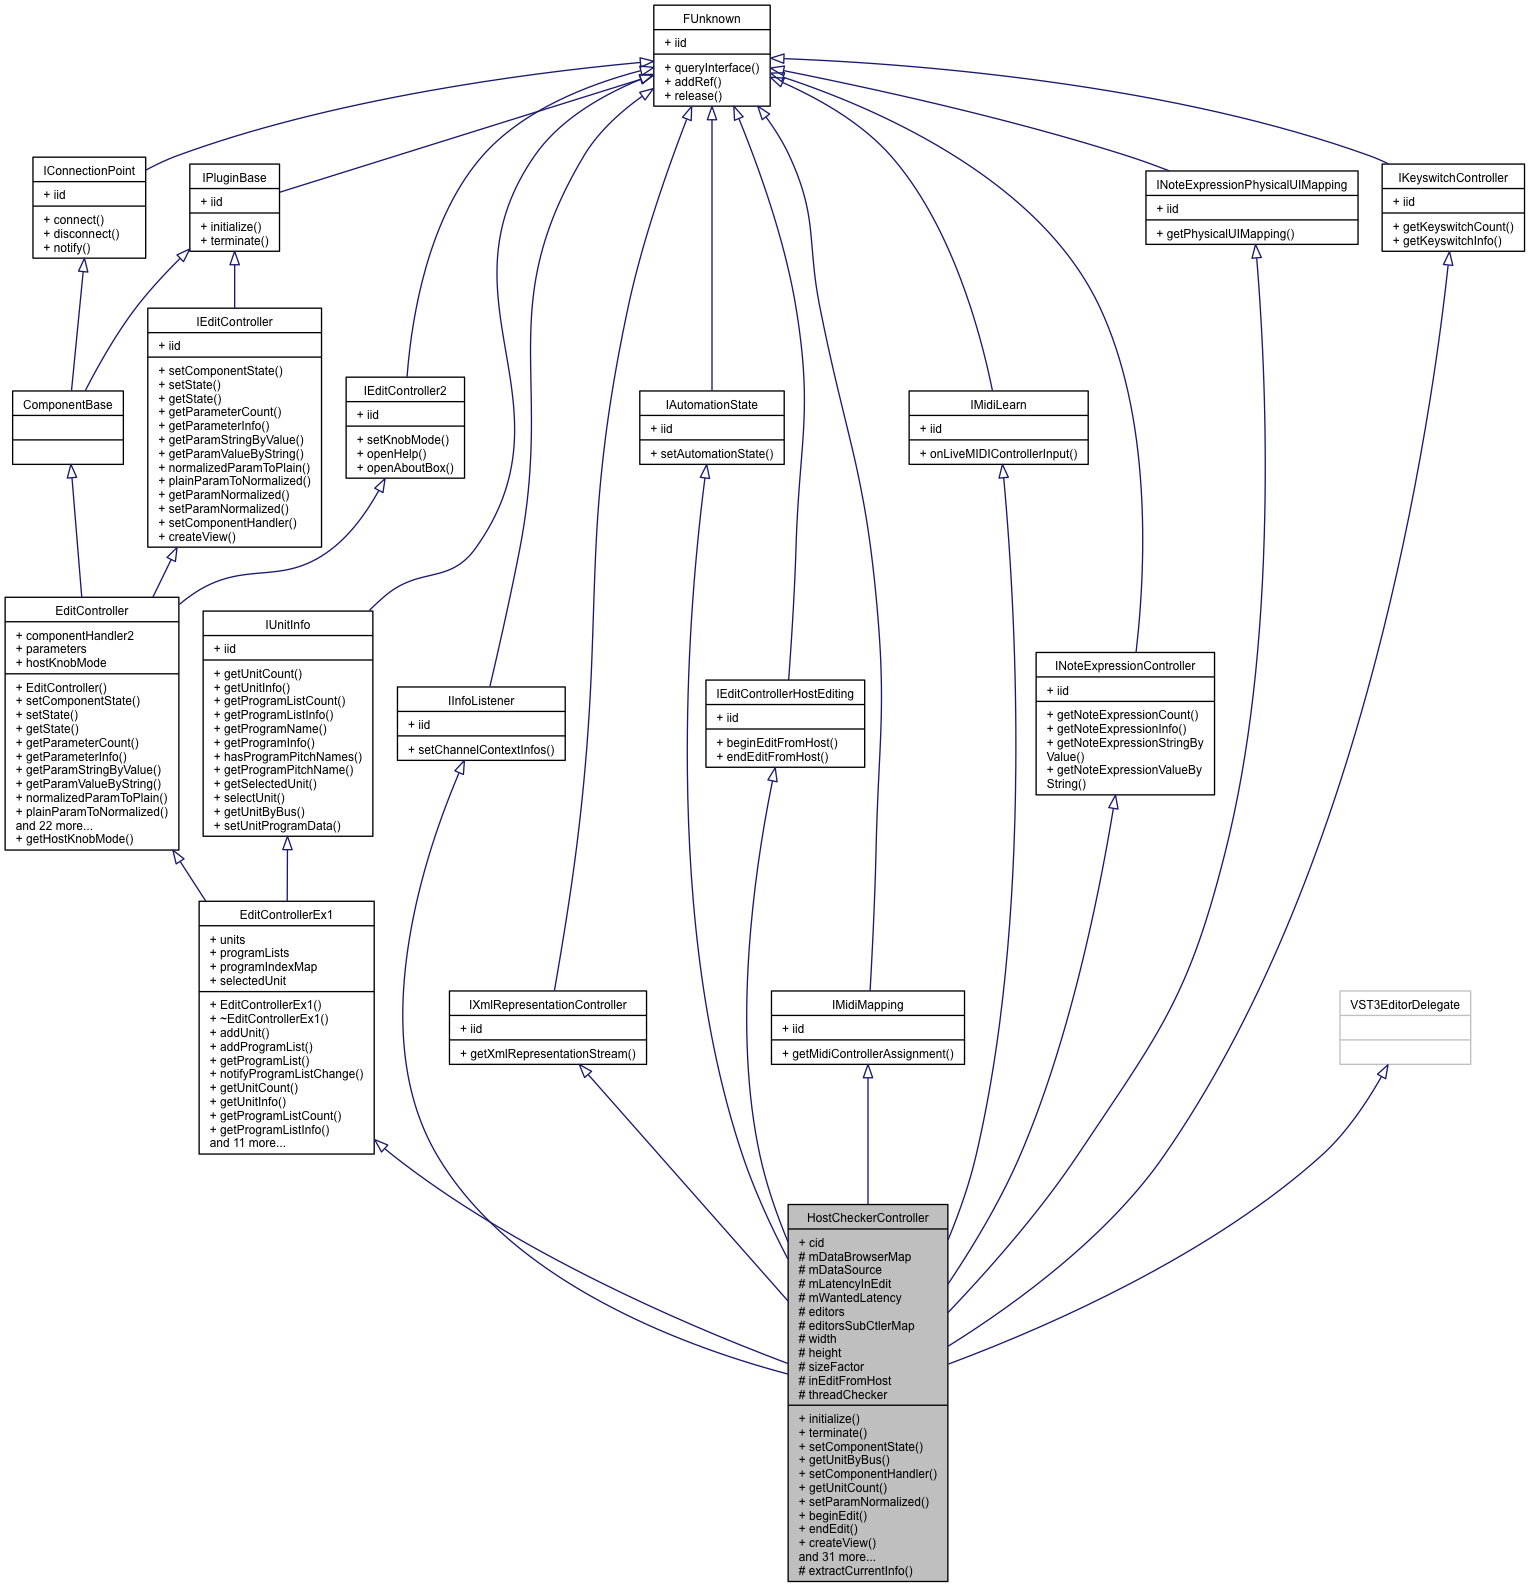 FUnknown
+ iid
+ queryInterface()
+ addRef()
+ release()
IConnectionPoint
+ iid
+ connect()
+ disconnect()
+ notify()
IPluginBase
+ iid
+ initialize()
+ terminate()
INoteExpressionPhysicalUIMapping
+ iid
+ getPhysicalUIMapping()
IKeyswitchController
+ iid
+ getKeyswitchCount()
+ getKeyswitchInfo()
IEditController
+ iid
+ setComponentState()
+ setState()
+ getState()
+ getParameterCount()
+ getParameterInfo()
+ getParamStringByValue()
+ getParamValueByString()
+ normalizedParamToPlain()
+ plainParamToNormalized()
+ getParamNormalized()
+ setParamNormalized()
+ setComponentHandler()
+ createView()
IEditController2
+ iid
+ setKnobMode()
+ openHelp()
+ openAboutBox()
ComponentBase
IAutomationState
+ iid
+ setAutomationState()
IMidiLearn
+ iid
+ onLiveMIDIControllerInput()
EditController
+ componentHandler2
+ parameters
+ hostKnobMode
+ EditController()
+ setComponentState()
+ setState()
+ getState()
+ getParameterCount()
+ getParameterInfo()
+ getParamStringByValue()
+ getParamValueByString()
+ normalizedParamToPlain()
+ plainParamToNormalized()
and 22 more...
+ getHostKnobMode()
IUnitInfo
+ iid
+ getUnitCount()
+ getUnitInfo()
+ getProgramListCount()
+ getProgramListInfo()
+ getProgramName()
+ getProgramInfo()
+ hasProgramPitchNames()
+ getProgramPitchName()
+ getSelectedUnit()
+ selectUnit()
+ getUnitByBus()
+ setUnitProgramData()
IInfoListener
+ iid
+ setChannelContextInfos()
IEditControllerHostEditing
+ iid
+ beginEditFromHost()
+ endEditFromHost()
INoteExpressionController
+ iid
+ getNoteExpressionCount()
+ getNoteExpressionInfo()
+ getNoteExpressionStringBy
Value()
+ getNoteExpressionValueBy
String()
EditControllerEx1
+ units
+ programLists
+ programIndexMap
+ selectedUnit
+ EditControllerEx1()
+ ~EditControllerEx1()
+ addUnit()
+ addProgramList()
+ getProgramList()
+ notifyProgramListChange()
+ getUnitCount()
+ getUnitInfo()
+ getProgramListCount()
+ getProgramListInfo()
and 11 more...
IXmlRepresentationController
+ iid
+ getXmlRepresentationStream()
IMidiMapping
+ iid
+ getMidiControllerAssignment()
VST3EditorDelegate
HostCheckerController
+ cid
# mDataBrowserMap
# mDataSource
# mLatencyInEdit
# mWantedLatency
# editors
# editorsSubCtlerMap
# width
# height
# sizeFactor
# inEditFromHost
# threadChecker
+ initialize()
+ terminate()
+ setComponentState()
+ getUnitByBus()
+ setComponentHandler()
+ getUnitCount()
+ setParamNormalized()
+ beginEdit()
+ endEdit()
+ createView()
and 31 more...
# extractCurrentInfo()